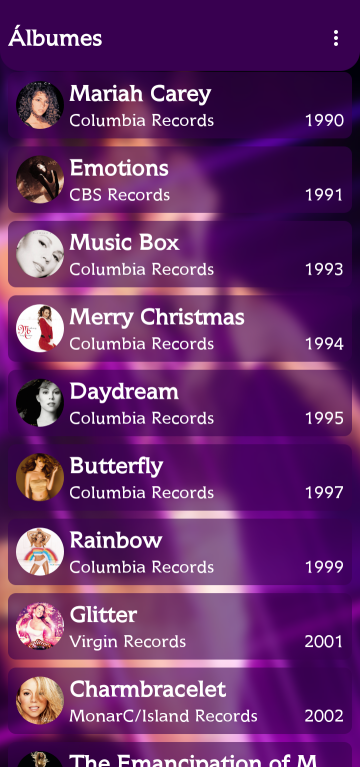 Álbumes
Mariah Carey
Columbia Records 1990
Emotions
CBS Records 1991
Music Box
Columbia Records 1993
Merry Christmas
Columbia Records 1994
Daydream
Columbia Records 1995
Butterfly
Columbia Records 1997
Rainbow
Columbia Records 1999
Glitter
Virgin Records 2001
Charmbracelet
MonarC/Island Records 2002
The Emancipation of M...